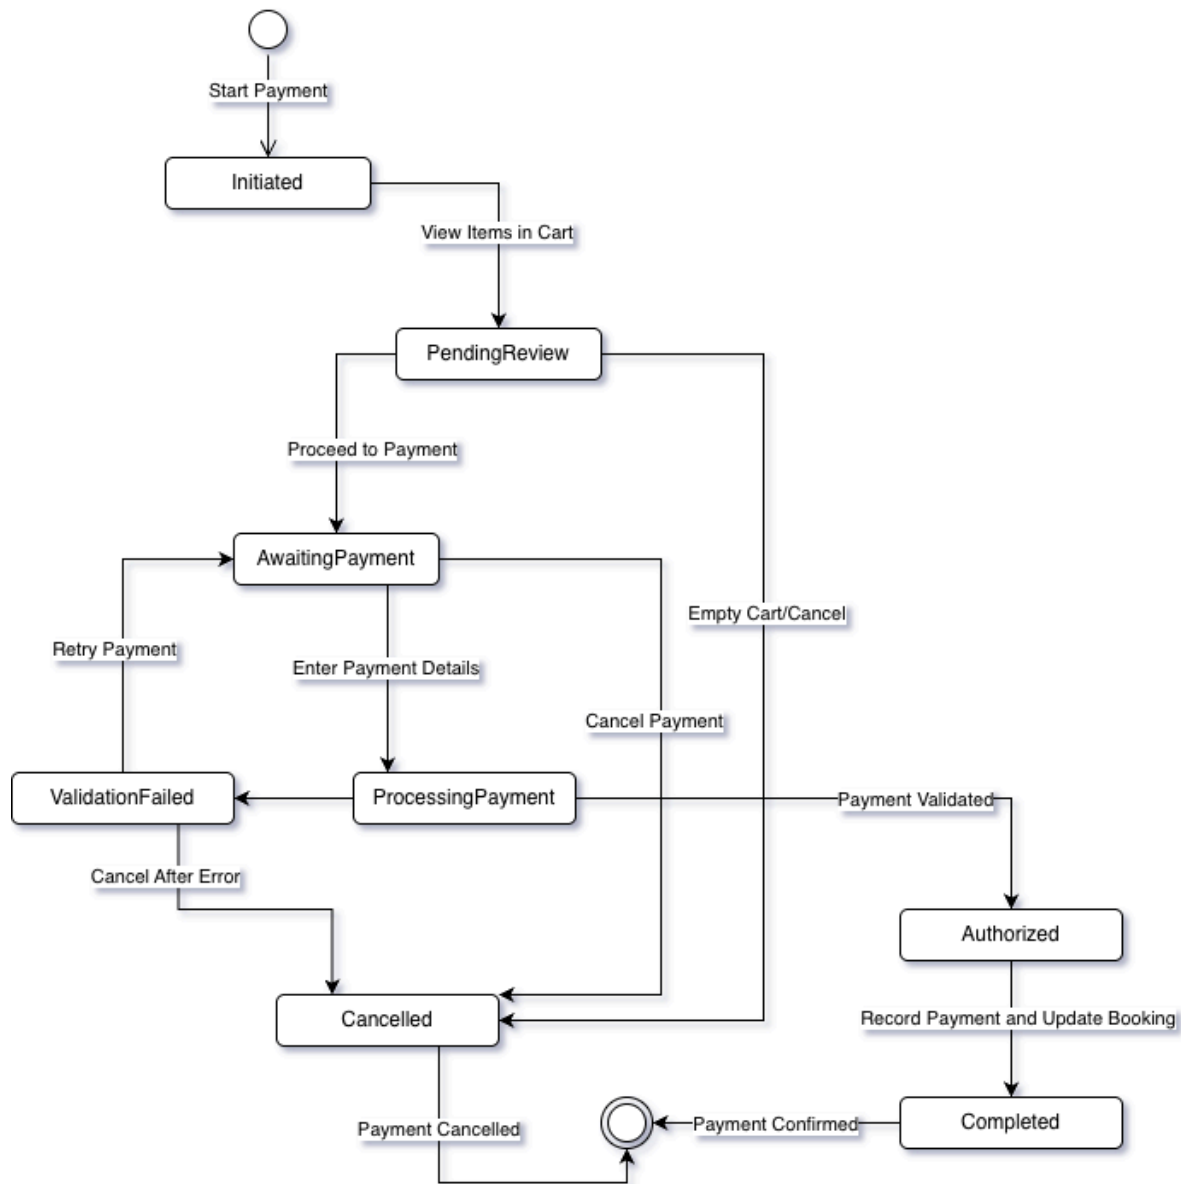 Start Payment
Initiated
View Items in Cart
PendingReview
Proceed to Payment
AwaitingPayment
Empty Cart/Cancel
Retry Payment
Enter Payment Details
Cancel Payment
ValidationFailed
ProcessingPayment
Payment Validated
Cancel After Error
Authorized
Cancelled
Record Payment and Update Booking
Payment Cancelled
Payment Confirmed
Completed